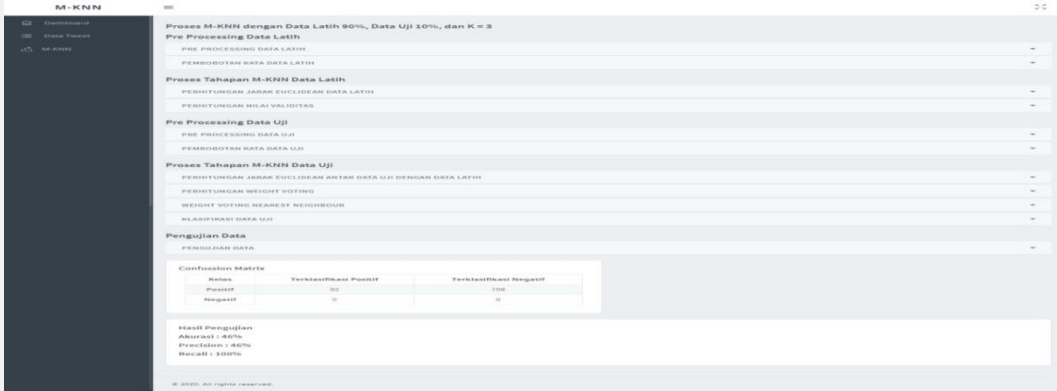 M-KNN
Dashboard
Data Tweet
M-KNN
Proses M-KNN dengan Data Latih 90%, Data Uji 10%, dan K = 3
Pre Processing Data Latih
PRE PROCESSING DATA LATIH
PEMBOBOTAN KATA DATA LATIH
Proses Tahapan M-KNN Data Latih
PERHITUNGAN JARAK EUCLIDEAN DATA LATIH
PERHITUNGAN NILAI VALIDITAS
Pre Processing Data Uji
PRE PROCESSING DATA UJI
PEMBOBOTAN KATA DATA UJI
Proses Tahapan M-KNN Data Uji
PERHITUNGAN JARAK EUCLIDEAN ANTAR DATA UJI DENGAN DATA LATIH
PERHITUNGAN WEIGHT VOTING
WEIGHT VOTING NEAREST NEIGHBOUR
KLASIFIKASI DATA UJI
Pengujian Data
PENGUJIAN DATA
Confussion Matrix
Kelas Terklasifikasi Positif Terklasifikasi Negatif
Positif 92 108
Negatif 0 0
Hasil Pengujian
Akurasi : 46%
Precision : 46%
Recall : 100%
© 2020. All rights reserved.